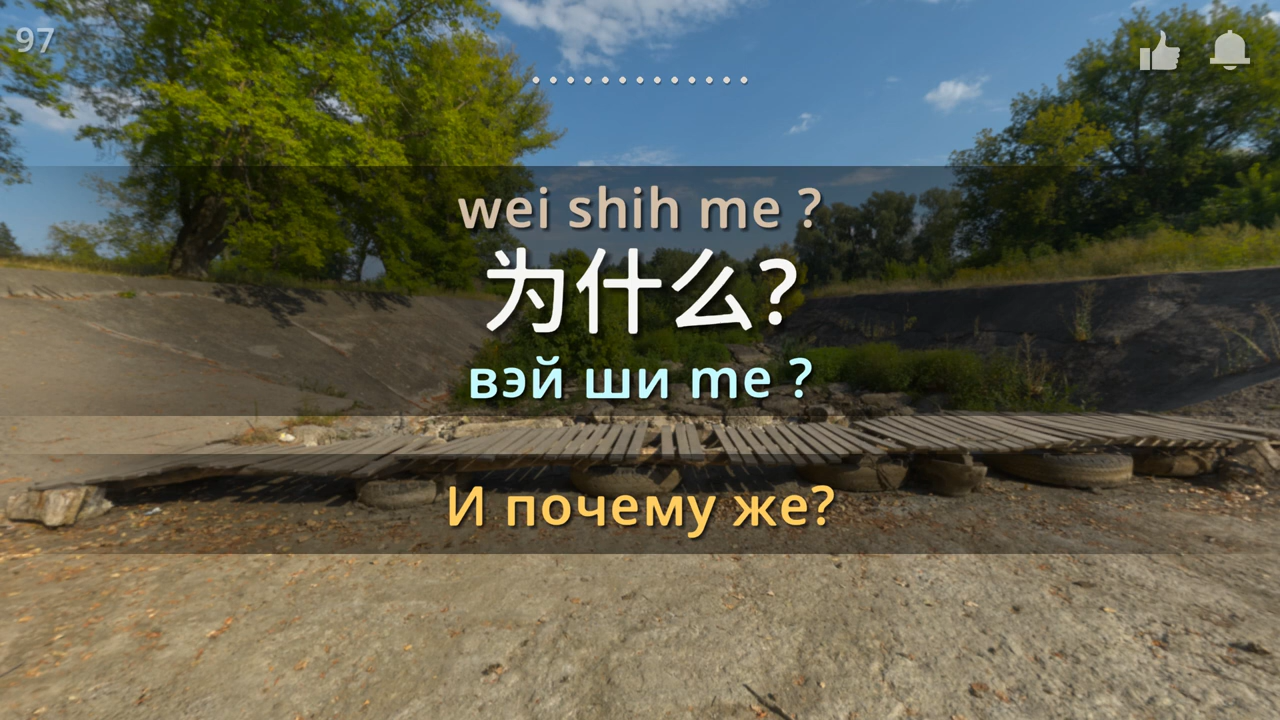 97
wei shih me ?
为什么?
вэй ши me ?
И почему же?